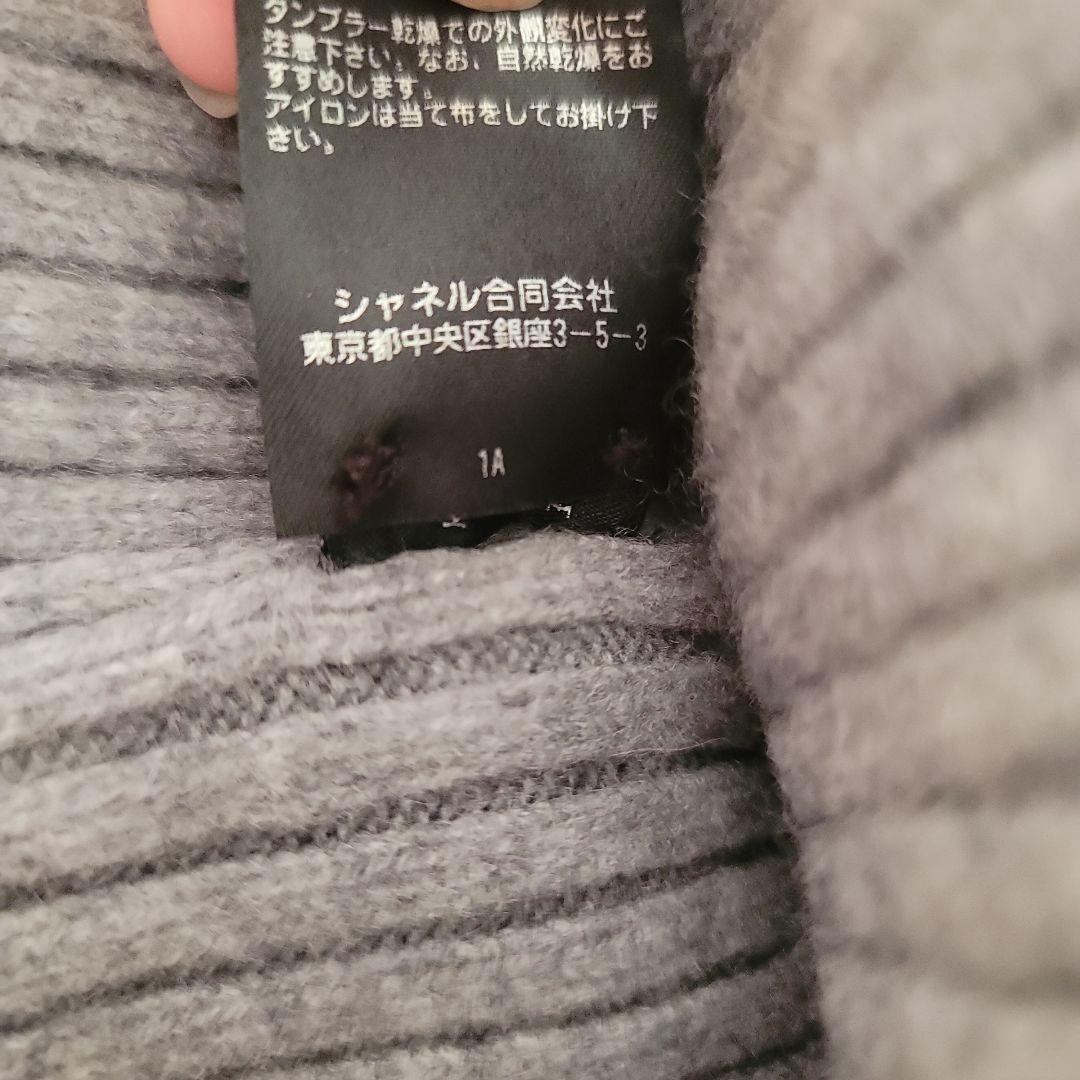 タンブラー乾燥での外観変化にご
注意下さい。なお、自然乾燥をお
すすめします。
アイロンは当て布をしてお掛け下
さい。
シャネル合同会社
東京都中央区銀座3-5-3
1A